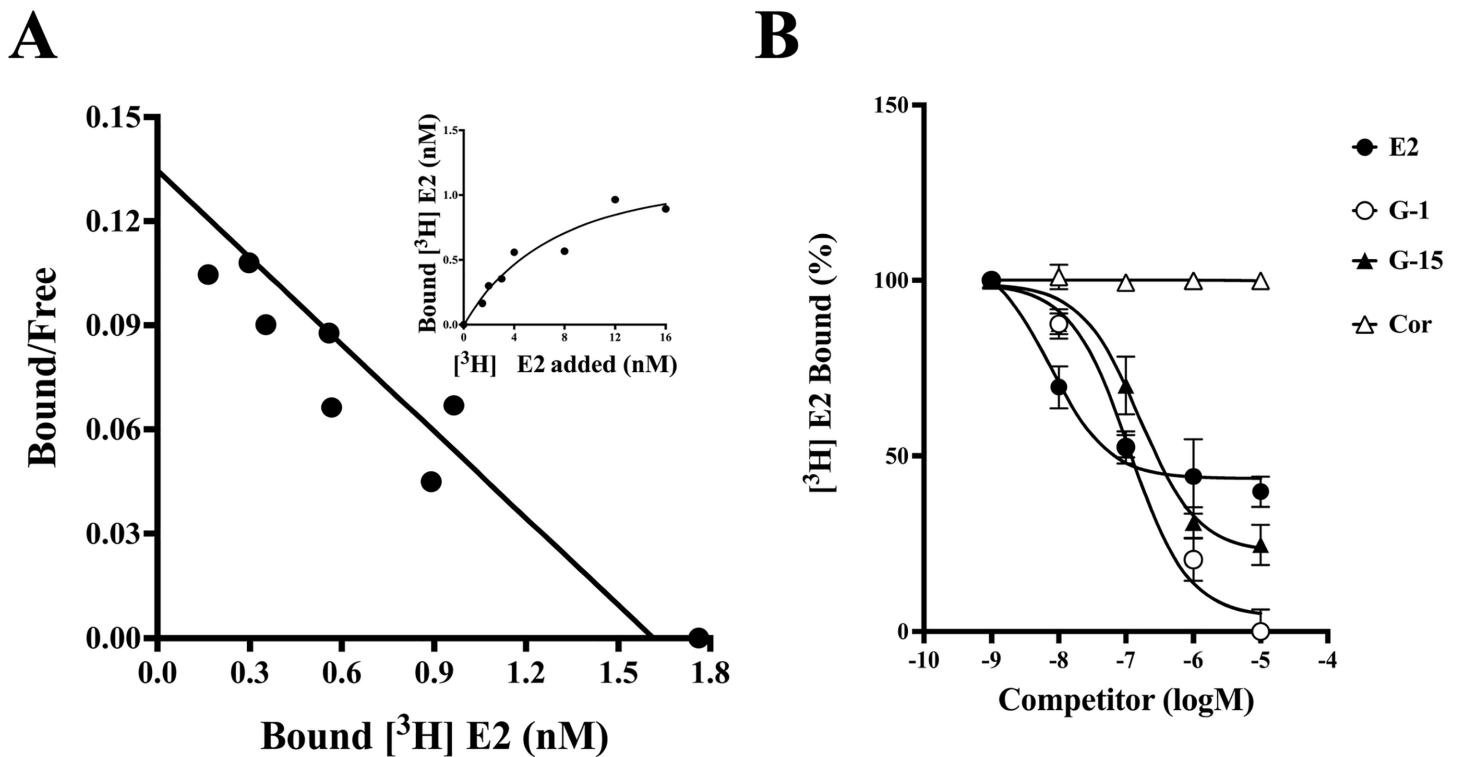 A
B
0.15
0.12
0.09
0.06
0.03
0.00
Bound/Free
0.0 0.3 0.6 0.9 1.2 1.5 1.8
Bound [³H] E2 (nM)
1.5
1.0
0.5
0.0
Bound [³H] E2 (nM)
0 4 8 12 16
[³H] E2 added (nM)
150
100
50
0
[³H] E2 Bound (%)
-10 -9 -8 -7 -6 -5 -4
Competitor (logM)
E2
G-1
G-15
Cor